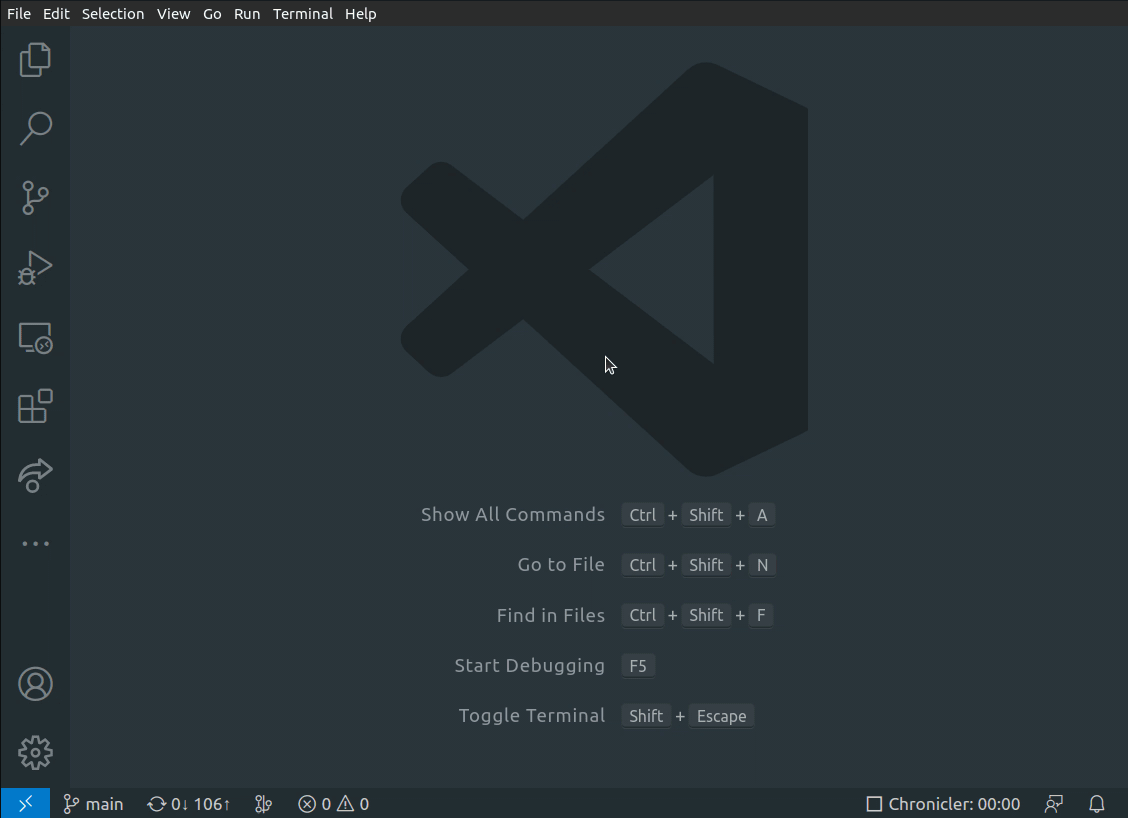 File Edit Selection View Go Run Terminal Help
Show All Commands Ctrl + Shift + A
Go to File Ctrl + Shift + N
Find in Files Ctrl + Shift + F
Start Debugging F5
Toggle Terminal Shift + Escape
main 0↓ 106↑ 0 0 Chronicler: 00:00